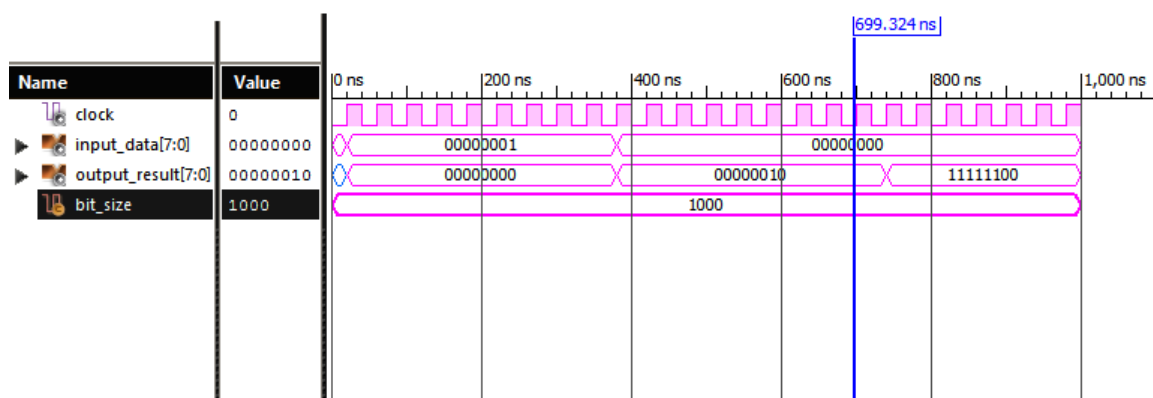 699.324 ns
Name Value 0 ns 200 ns 400 ns 600 ns 800 ns 1,000 ns
clock 0
input_data[7:0] 00000000 00000001 00000000
output_result[7:0] 00000010 00000000 00000010 11111100
bit_size 1000 1000